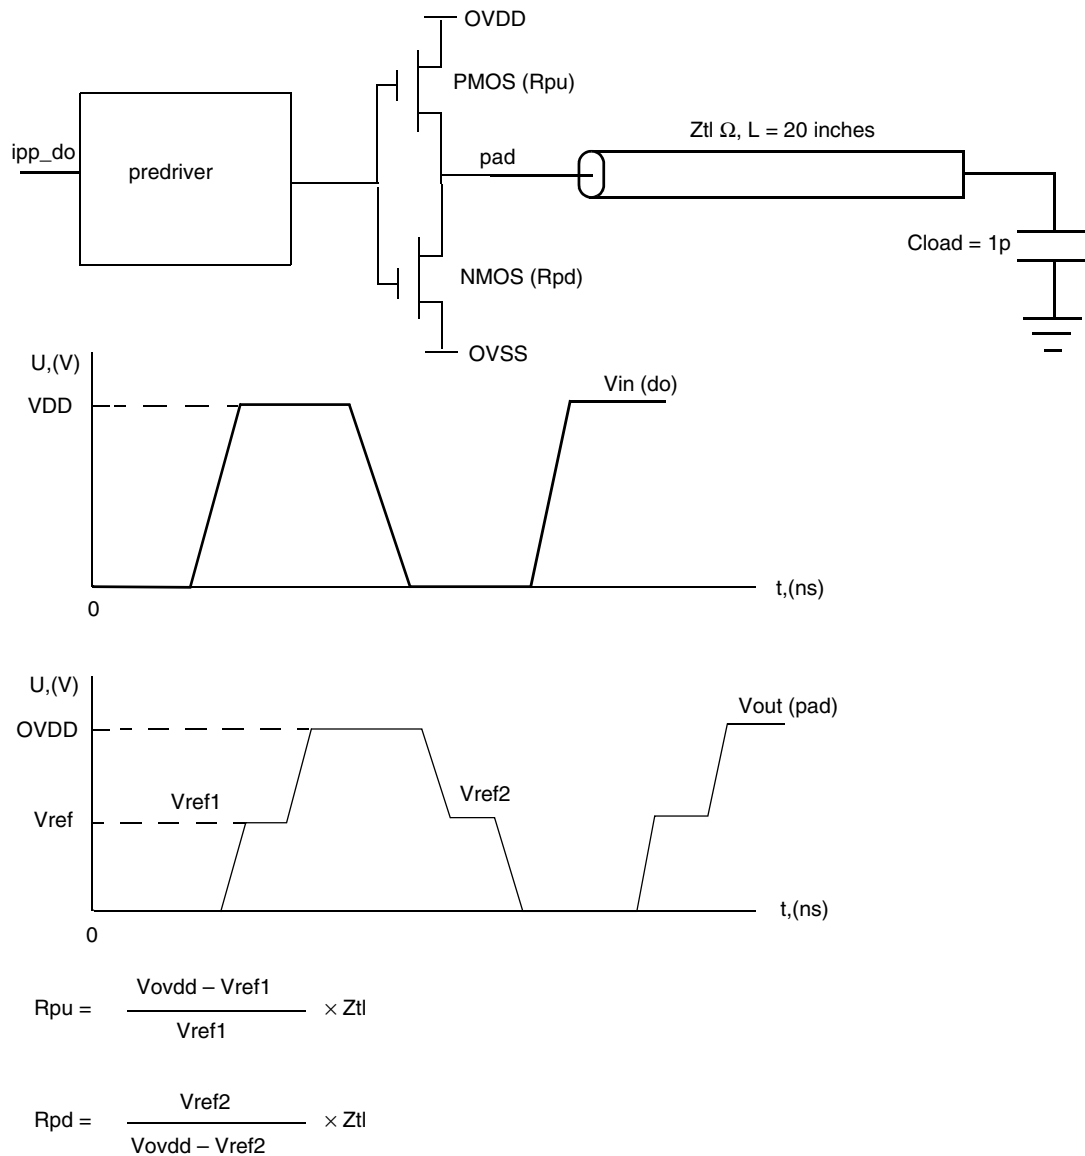 OVDD
PMOS (Rpu)
Ztl Ω, L = 20 inches
ipp_do
predriver
pad
Cload = 1p
NMOS (Rpd)
OVSS
U,(V)
VDD
Vin (do)
t,(ns)
0
U,(V)
OVDD
Vout (pad)
Vref1
Vref2
Vref
t,(ns)
0
Vovdd – Vref1
Rpu = × Ztl
Vref1
Vref2
Rpd = × Ztl
Vovdd – Vref2